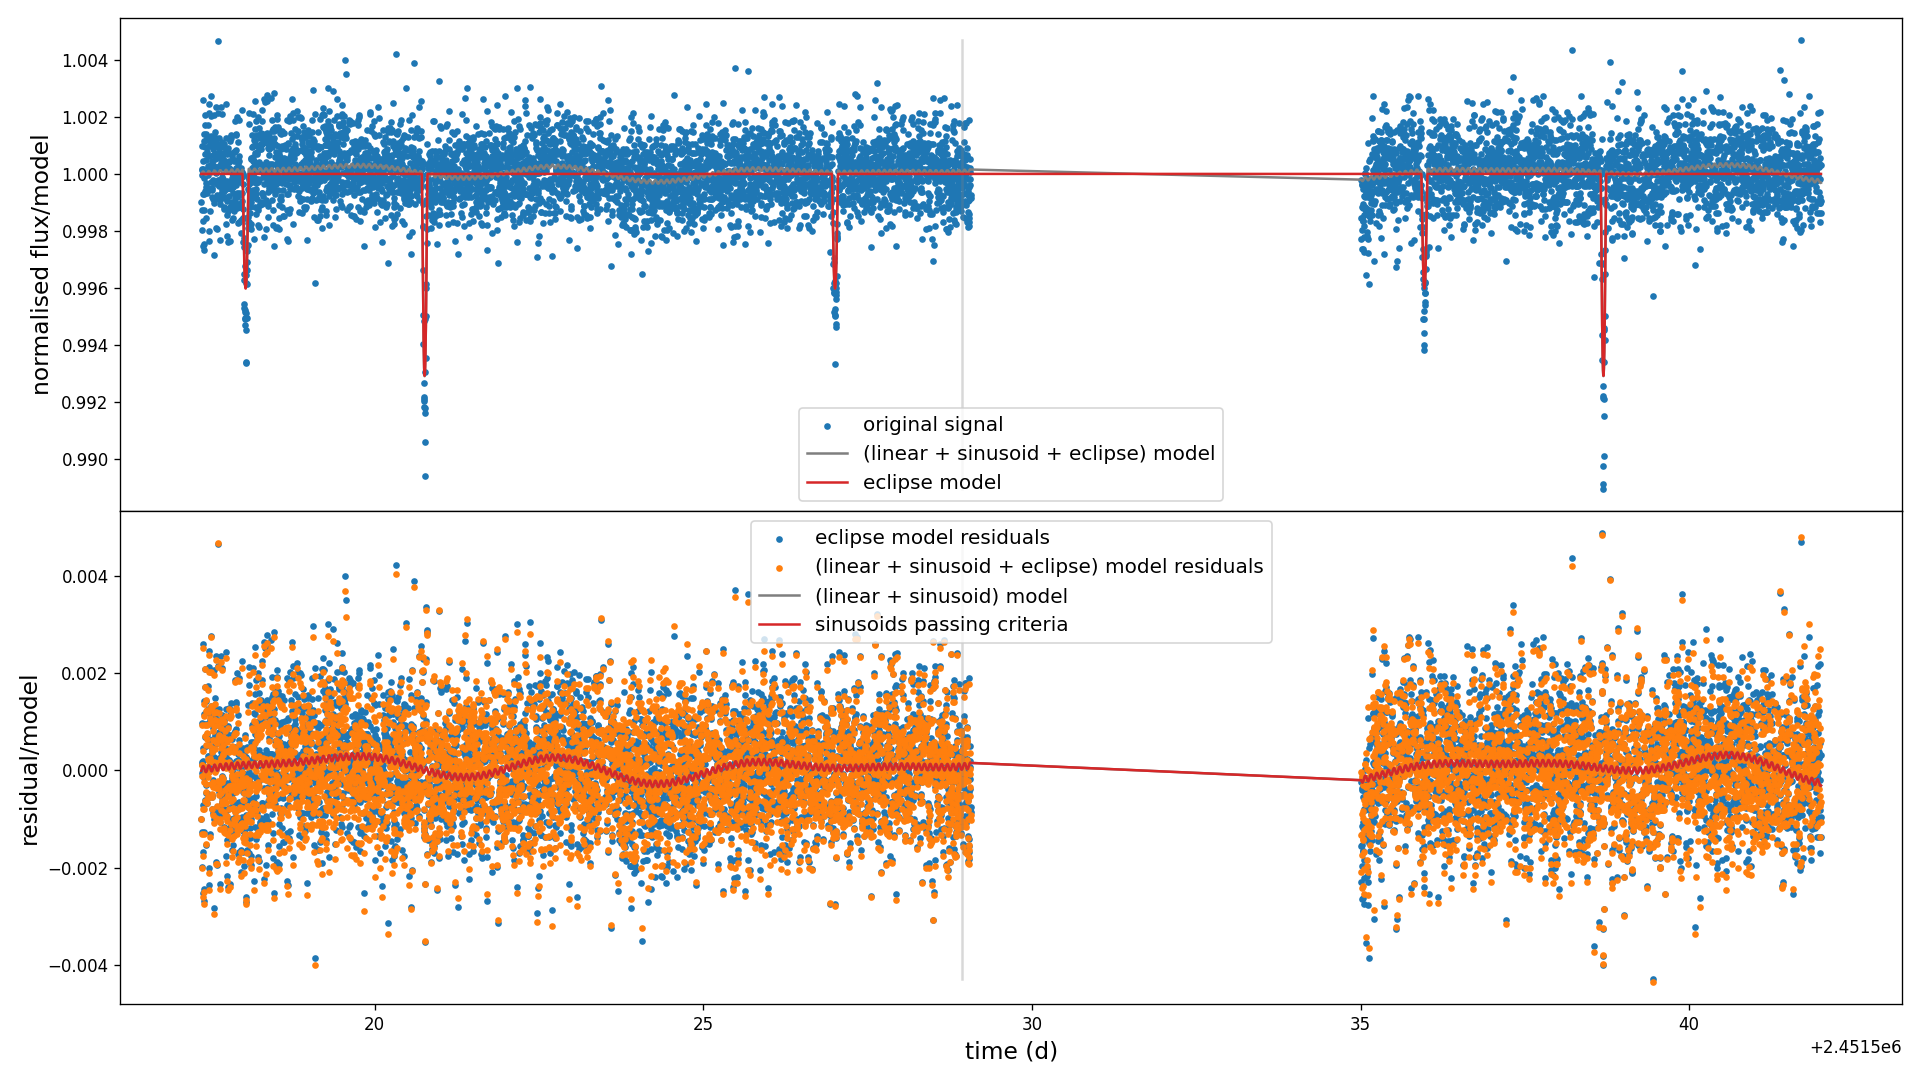 normalised flux/model
1.004
1.002
1.000
0.998
0.996
0.994
0.992
0.990
original signal
(linear + sinusoid + eclipse) model
eclipse model
residual/model
0.004
0.002
0.000
−0.002
−0.004
eclipse model residuals
(linear + sinusoid + eclipse) model residuals
(linear + sinusoid) model
sinusoids passing criteria
20
25
30
35
40
time (d)
+2.4515e6